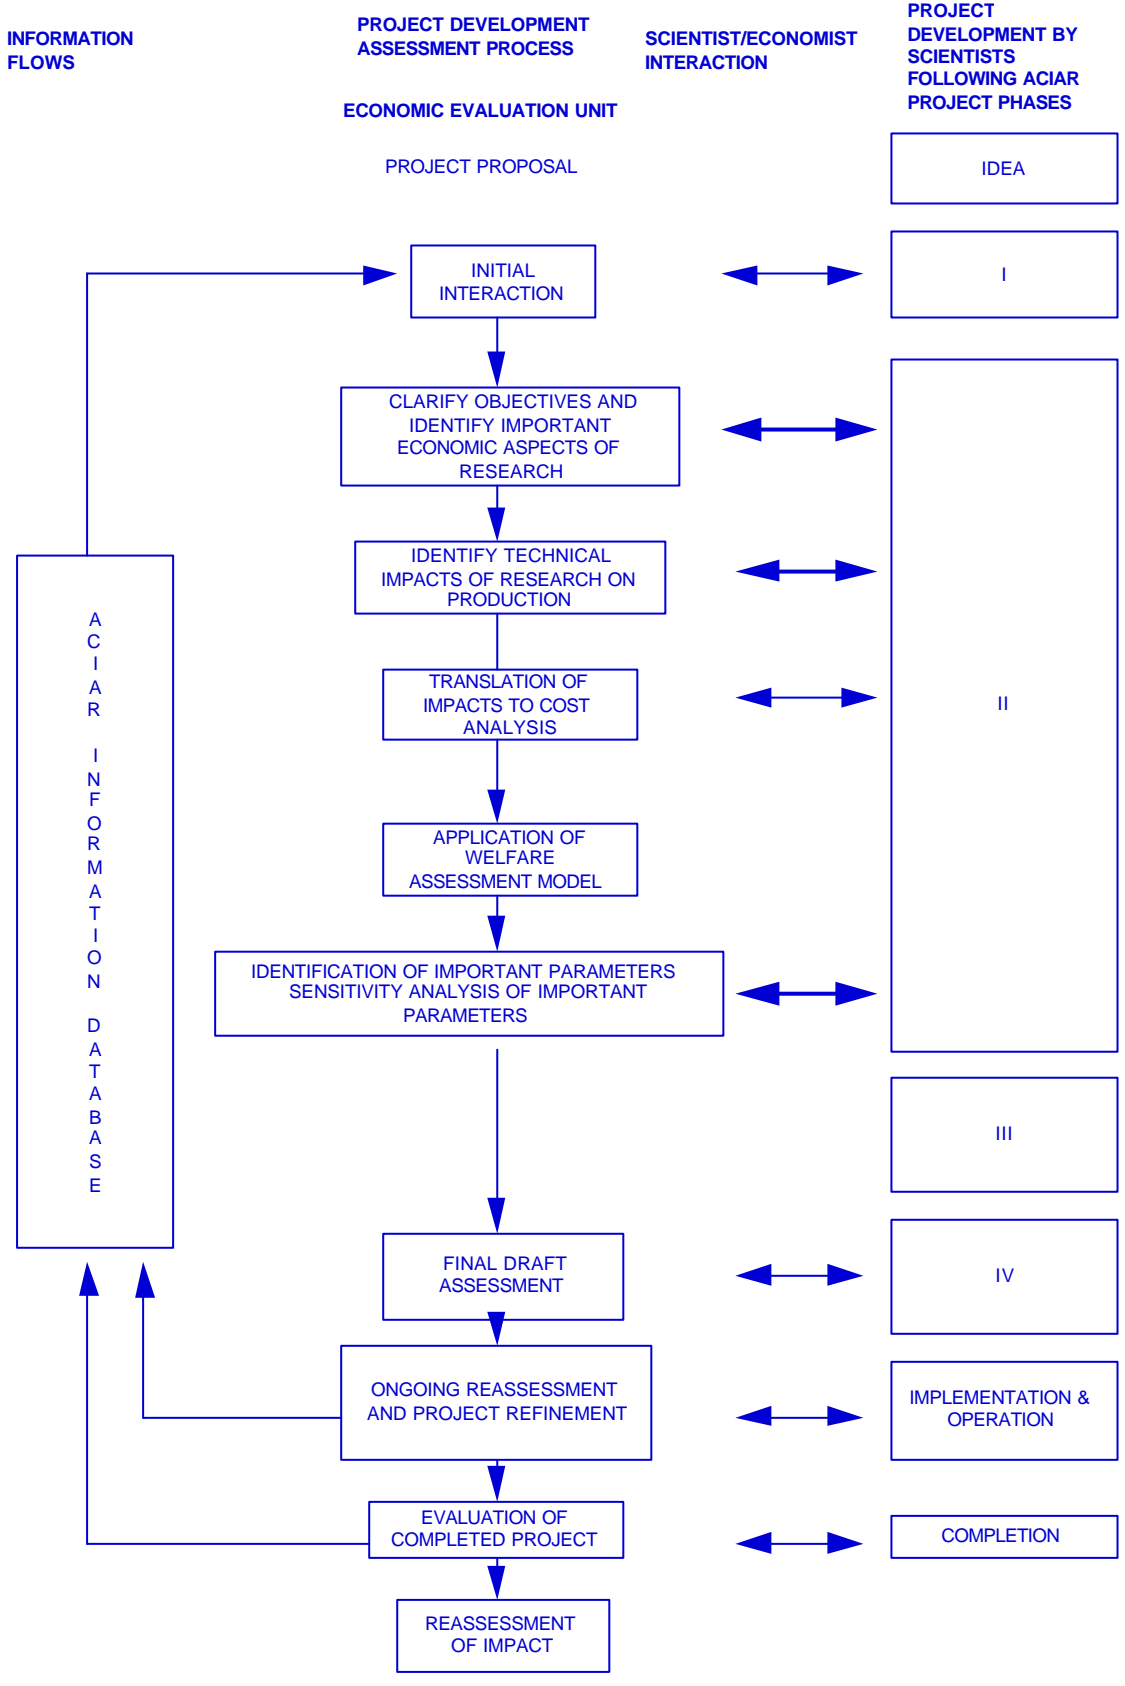 INFORMATION
FLOWS
PROJECT DEVELOPMENT
ASSESSMENT PROCESS
ECONOMIC EVALUATION UNIT
SCIENTIST/ECONOMIST
INTERACTION
PROJECT
DEVELOPMENT BY
SCIENTISTS
FOLLOWING ACIAR
PROJECT PHASES
PROJECT PROPOSAL
IDEA
INITIAL
INTERACTION
I
CLARIFY OBJECTIVES AND
IDENTIFY IMPORTANT
ECONOMIC ASPECTS OF
RESEARCH
IDENTIFY TECHNICAL
IMPACTS OF RESEARCH ON
PRODUCTION
ACIAR INFORMATION DATABASE
TRANSLATION OF
IMPACTS TO COST
ANALYSIS
II
APPLICATION OF
WELFARE
ASSESSMENT MODEL
IDENTIFICATION OF IMPORTANT PARAMETERS
SENSITIVITY ANALYSIS OF IMPORTANT
PARAMETERS
III
FINAL DRAFT
ASSESSMENT
IV
ONGOING REASSESSMENT
AND PROJECT REFINEMENT
IMPLEMENTATION &
OPERATION
EVALUATION OF
COMPLETED PROJECT
COMPLETION
REASSESSMENT
OF IMPACT